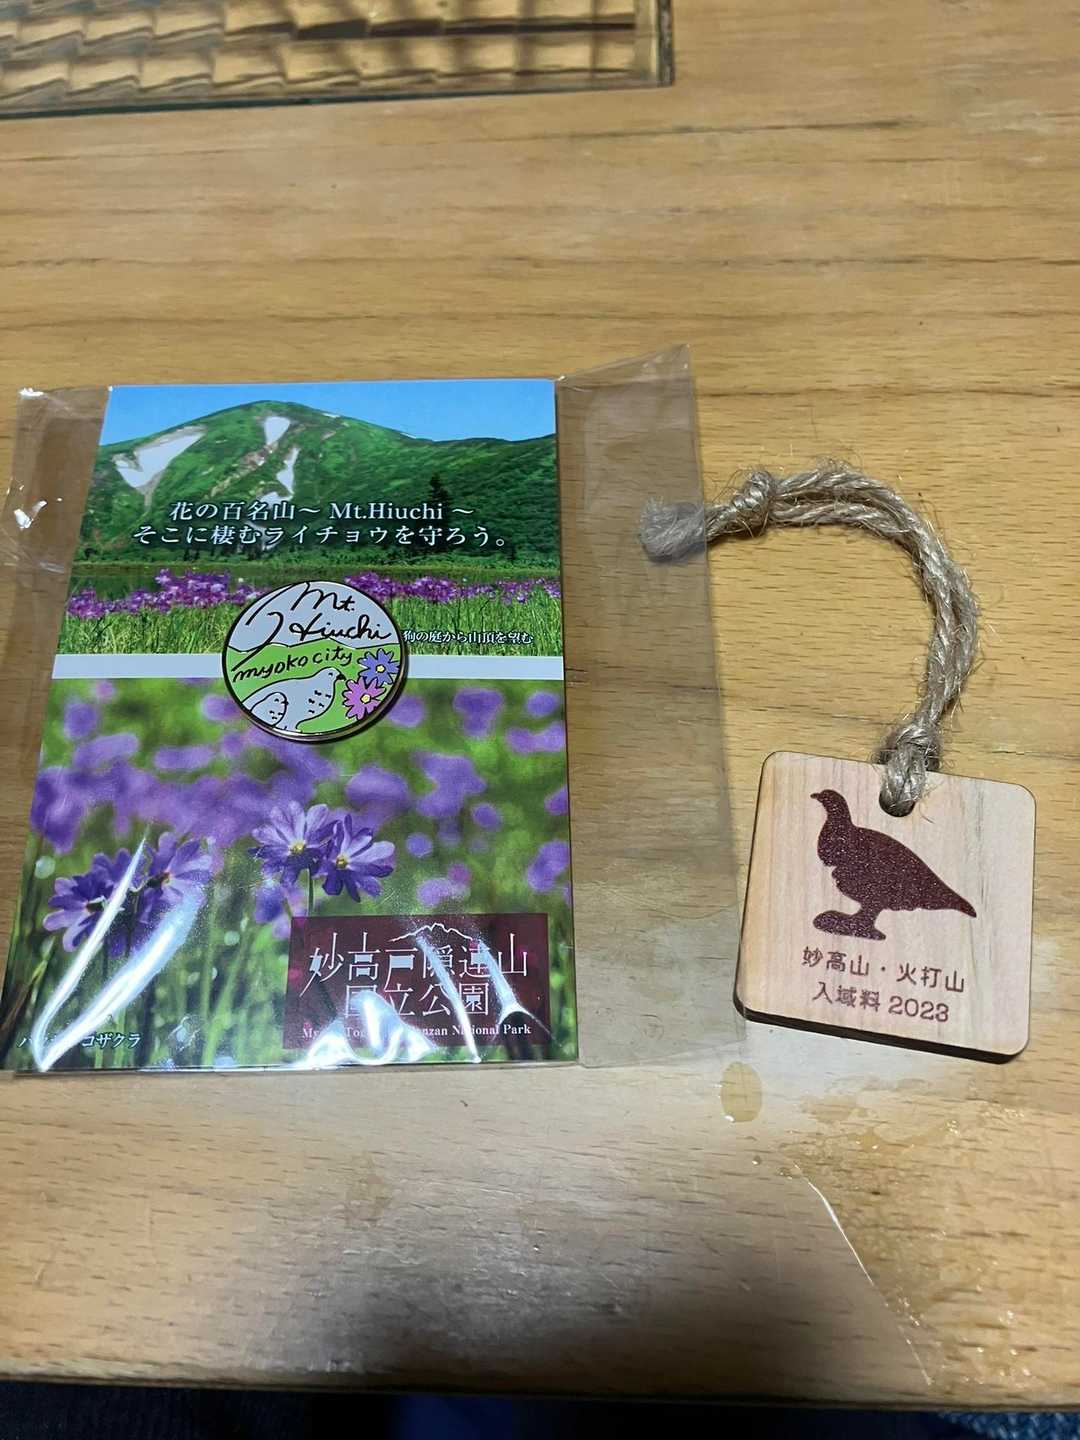 花の百名山～ Mt.Hiuchi ～
そこに棲むライチョウを守ろう。
Mt.
Hiuchi
myoko city
狗の庭から山頂を望む
妙高戸隠連山
国立公園
National Park
コザクラ
妙高山・火打山
入域料 2023